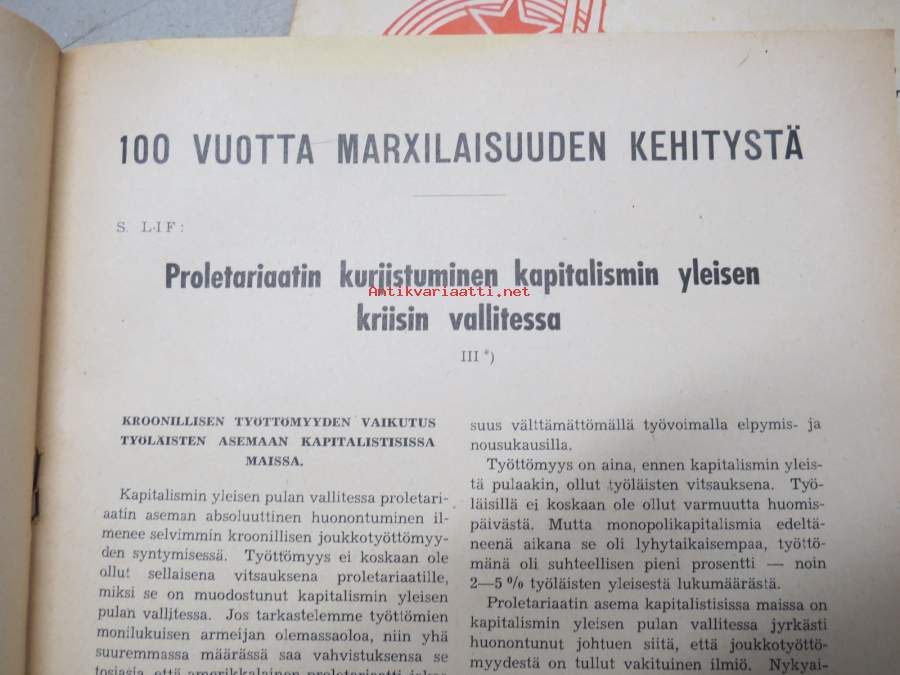 100 VUOTTA MARXILAISUUDEN KEHITYSTÄ
S. L-IF:
Proletariaatin kurjistuminen kapitalismin yleisen
Antikvariaatti.net
kriisin vallitessa
III *)
KROONILLISEN TYÖTTÖMYYDEN VAIKUTUS
TYÖLÄISTEN ASEMAAN KAPITALISTISISSA
MAISSA.
Kapitalismin yleisen pulan vallitessa proletari-
aatin aseman absoluuttinen huonontuminen il-
menee selvimmin kroonillisen joukkotyöttömyy-
den syntymisessä. Työttömyys ei koskaan ole
ollut sellaisena vitsauksena proletariaatille,
miksi se on muodostunut kapitalismin yleisen
pulan vallitessa. Jos tarkastelemme työttömien
monilukuisen armeijan olemassaoloa, niin yhä
suuremmassa määrässä saa vahvistuksensa se
tosiasia, että amerikkalainen proletariaatti
suus välttämättömällä työvoimalla elpymis- ja
nousukausilla.
Työttömyys on aina, ennen kapitalismin yleis-
tä pulaakin, ollut työläisten vitsauksena. Työ-
läisillä ei koskaan ole ollut varmuutta huomis-
päivästä. Mutta monopolikapitalismia edeltä-
neenä aikana se oli lyhytaikaisempaa, työttö-
mänä oli suhteellisen pieni prosentti — noin
2—5 % työläisten yleisestä lukumäärästä.
Proletariaatin asema kapitalistisissa maissa on
kapitalismin yleisen pulan vallitessa jyrkästi
huonontunut johtuen siitä, että joukkotyöttö-
myydestä on tullut vakituinen ilmiö. Nykyai-